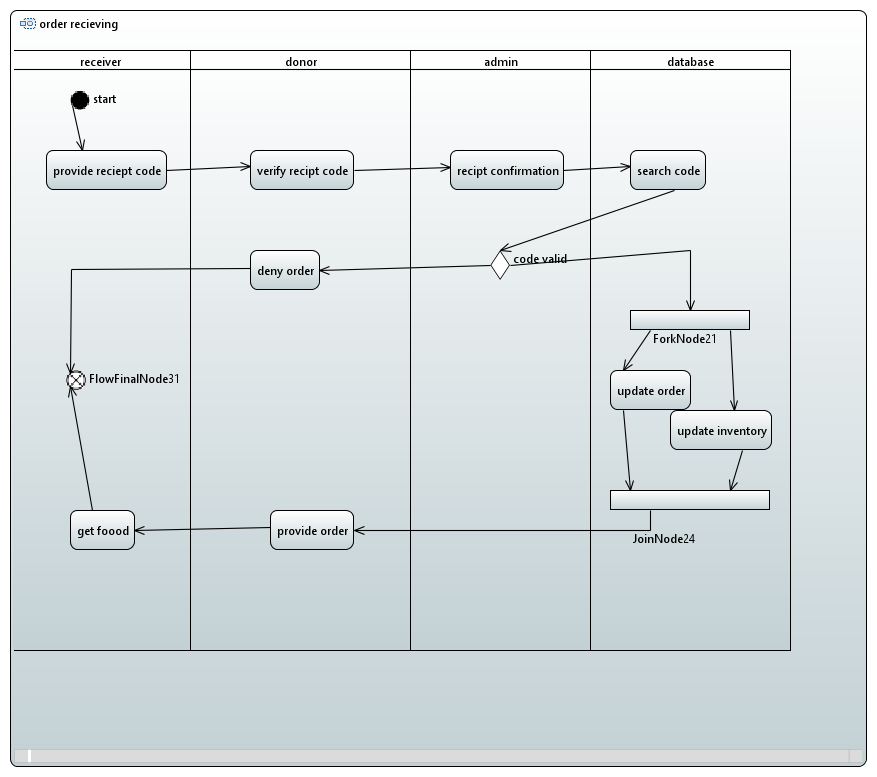 order recieving
receiver
donor
admin
database
start
provide reciept code
verify recipt code
recipt confirmation
search code
deny order
code valid
ForkNode21
FlowFinalNode31
update order
update inventory
get foood
provide order
JoinNode24